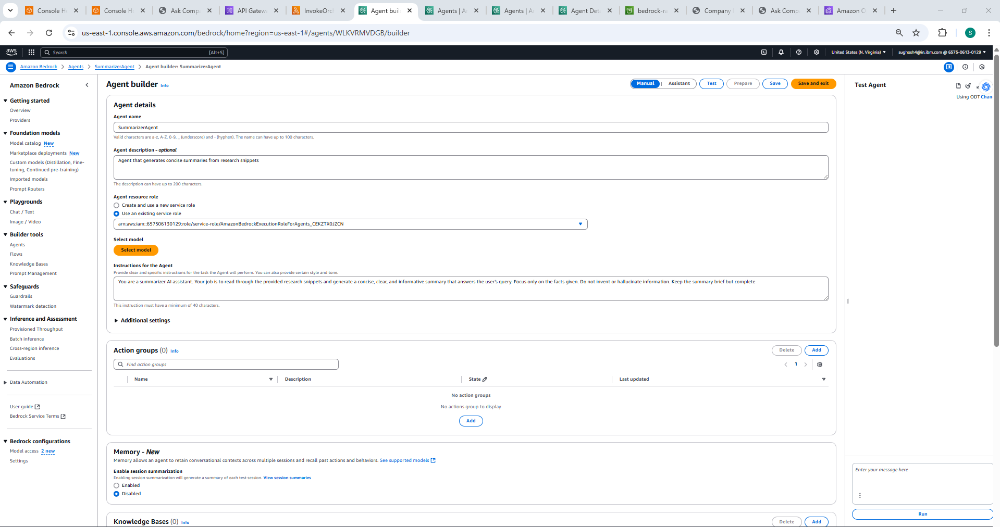 Console H
Console H
Ask Comp
API Gatew
InvokeOrc
Agent buil
Agents | A
Agents | A
Agent Det
bedrock-ra
Company
Ask Comp
Amazon O
us-east-1.console.aws.amazon.com/bedrock/home?region=us-east-1#/agents/WLKVRMVDGB/builder
S
aws
Search
[Alt+S]
United States (N. Virginia)
sughosh4@in.ibm.com @ 6575-0613-0129
Amazon Bedrock
Agents
SummarizerAgent
Agent builder: SummarizerAgent
Amazon Bedrock
Getting started
Overview
Providers
Foundation models
Model catalog New
Marketplace deployments New
Custom models (Distillation, Fine-
tuning, Continued pre-training)
Imported models
Prompt Routers
Playgrounds
Chat / Text
Image / Video
Builder tools
Agents
Flows
Knowledge Bases
Prompt Management
Safeguards
Guardrails
Watermark detection
Inference and Assessment
Provisioned Throughput
Batch inference
Cross-region inference
Evaluations
Data Automation
User guide
Bedrock Service Terms
Bedrock configurations
Model access 2 new
Settings
Agent builder Info
Manual
Assistant
Test
Prepare
Save
Save and exit
Agent details
Agent name
SummarizerAgent
Valid characters are a-z, A-Z, 0-9, _ (underscore) and - (hyphen). The name can have up to 100 characters.
Agent description - optional
Agent that generates concise summaries from research snippets
The description can have up to 200 characters.
Agent resource role
Create and use a new service role
Use an existing service role
arn:aws:iam::657506130129:role/service-role/AmazonBedrockExecutionRoleForAgents_CEKZTX0JZCN
Select model
Select model
Instructions for the Agent
Provide clear and specific instructions for the task the Agent will perform. You can also provide certain style and tone.
You are a summarizer AI assistant. Your job is to read through the provided research snippets and generate a concise, clear, and informative summary that answers the user's query. Focus only on the facts given. Do not invent or hallucinate information. Keep the summary brief but complete
This instruction must have a minimum of 40 characters.
Additional settings
Action groups (0) Info
Delete
Add
Find action groups
1
Name
Description
State
Last updated
No action groups
No actions group to display
Add
Memory - New
Memory allows an agent to retain conversational contexts across multiple sessions and recall past actions and behaviors. See supported models
Enable session summarization
Enabling session summarization will generate a summary of each test session. View session summaries
Enabled
Disabled
Knowledge Bases (0) Info
Delete
Add
Test Agent
Using ODT Chan
Enter your message here
Run